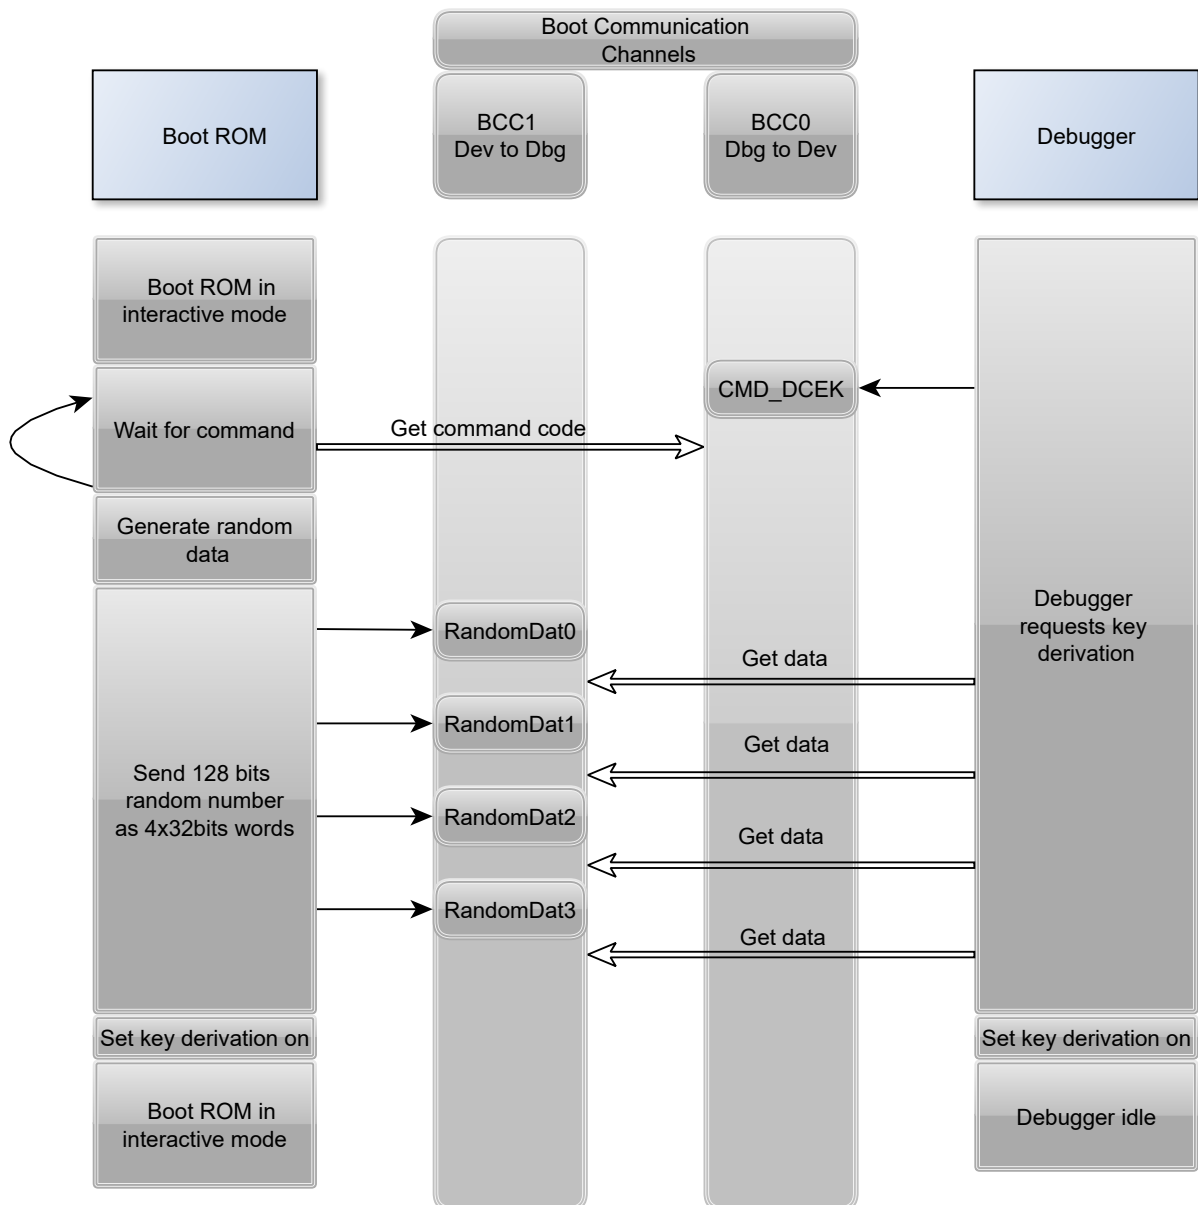 Boot Communication
Channels
Boot ROM
BCC1
Dev to Dbg
BCC0
Dbg to Dev
Debugger
Boot ROM in
interactive mode
CMD_DCEK
Wait for command
Get command code
Generate random
data
Debugger
requests key
derivation
RandomDat0
Get data
RandomDat1
Get data
Send 128 bits
random number
as 4x32bits words
RandomDat2
Get data
RandomDat3
Get data
Set key derivation on
Set key derivation on
Boot ROM in
interactive mode
Debugger idle